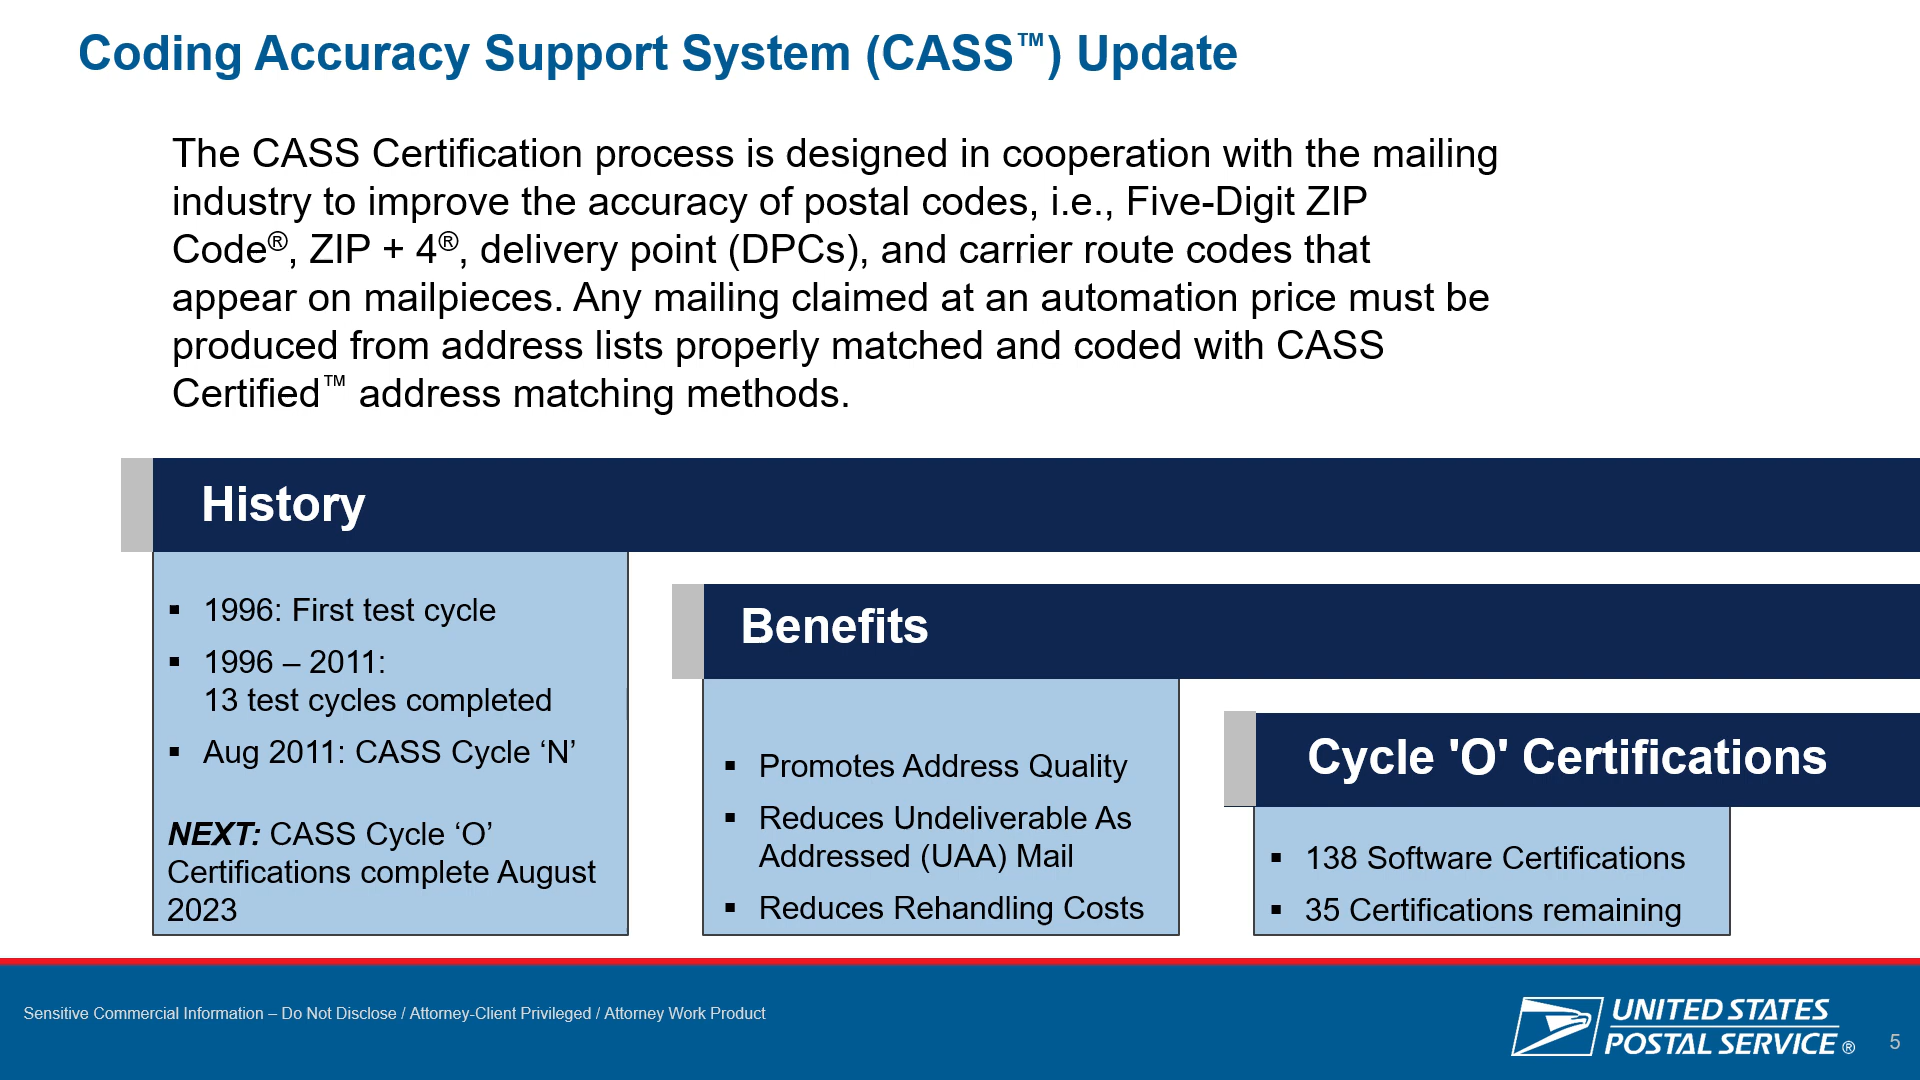 Coding Accuracy Support System (CASS™) Update
The CASS Certification process is designed in cooperation with the mailing
industry to improve the accuracy of postal codes, i.e., Five-Digit ZIP
Code®, ZIP + 4®, delivery point (DPCs), and carrier route codes that
appear on mailpieces. Any mailing claimed at an automation price must be
produced from address lists properly matched and coded with CASS
Certified™ address matching methods.
History
▪ 1996: First test cycle
▪ 1996 – 2011:
13 test cycles completed
▪ Aug 2011: CASS Cycle ‘N’
NEXT: CASS Cycle ‘O’
Certifications complete August
2023
Benefits
▪ Promotes Address Quality
▪ Reduces Undeliverable As
Addressed (UAA) Mail
▪ Reduces Rehandling Costs
Cycle 'O' Certifications
▪ 138 Software Certifications
▪ 35 Certifications remaining
Sensitive Commercial Information – Do Not Disclose / Attorney-Client Privileged / Attorney Work Product
UNITED STATES
POSTAL SERVICE ®
5